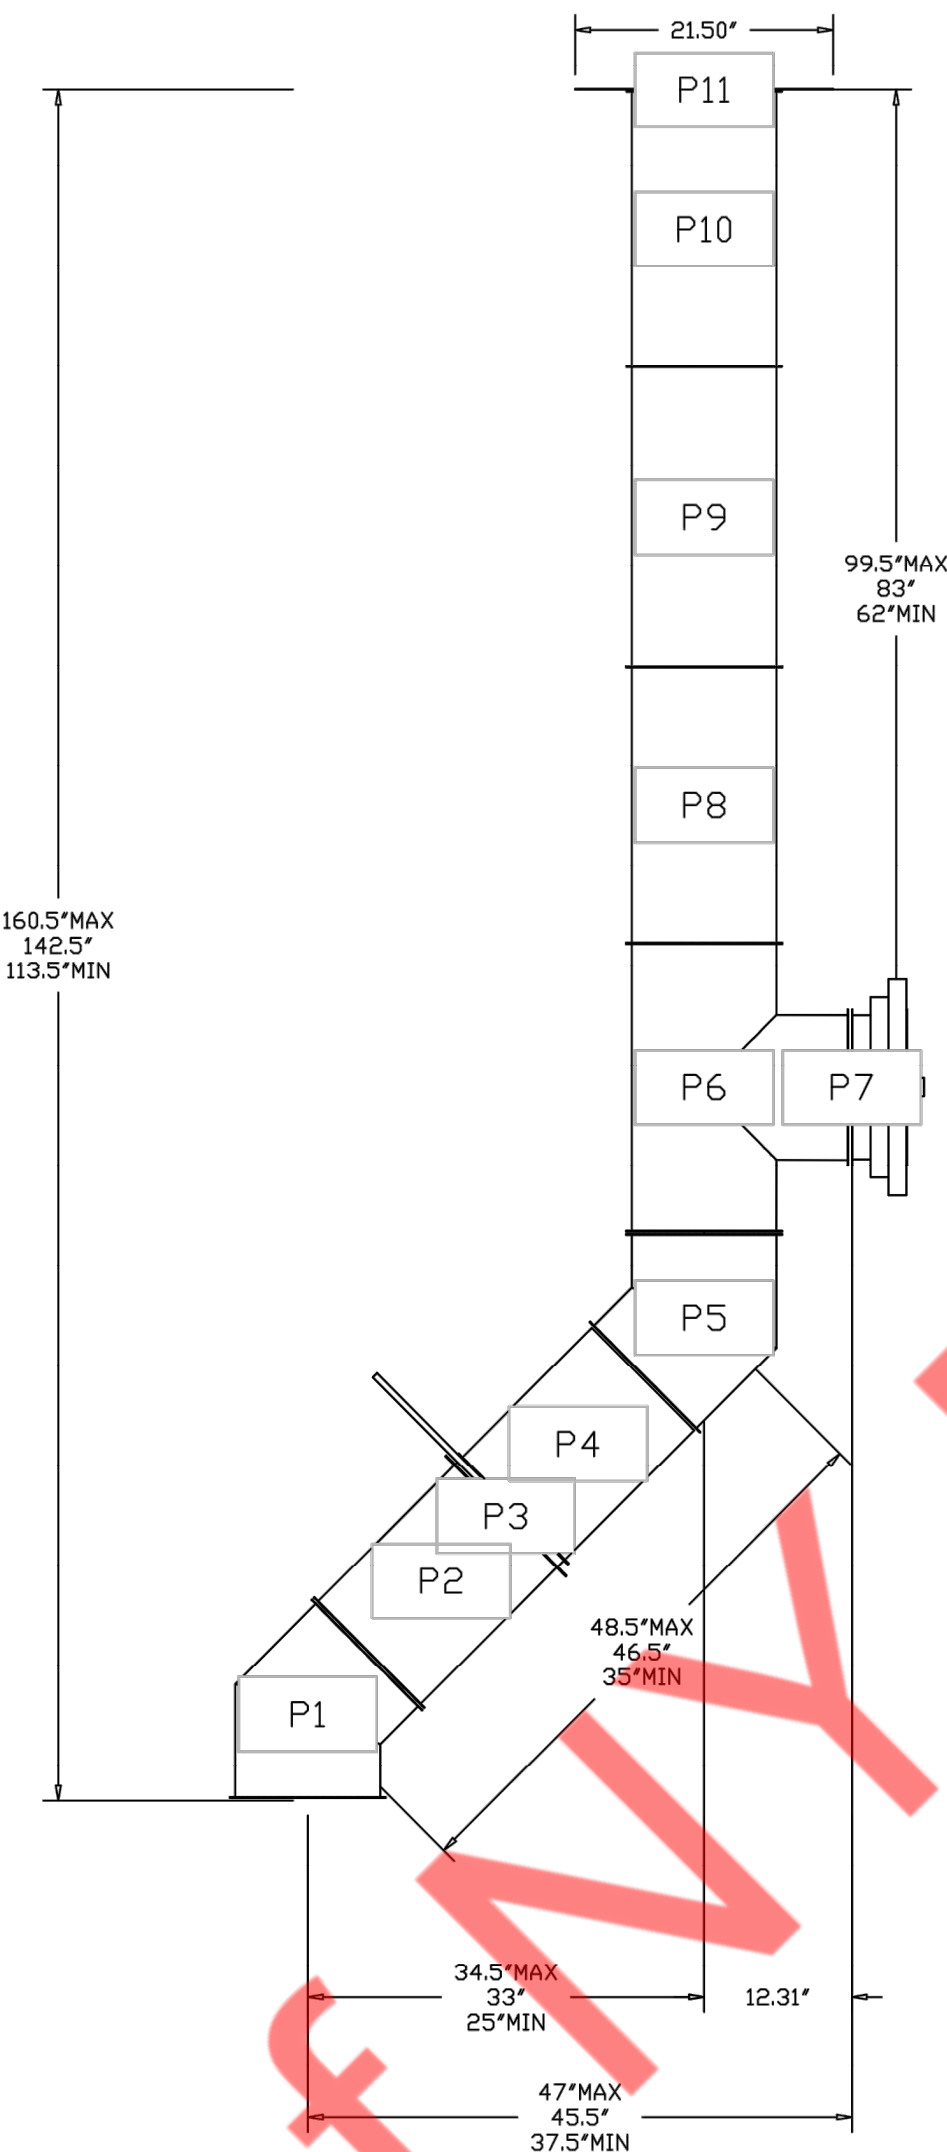 21.50″
P11
P10
P9
99.5″MAX
83″
62″MIN
P8
160.5″MAX
142.5″
113.5″MIN
P6
P7
P5
P4
P3
P2
48.5″MAX
46.5″
35″MIN
P1
34.5″MAX
33″
25″MIN
12.31″
47″MAX
45.5″
37.5″MIN
f NY